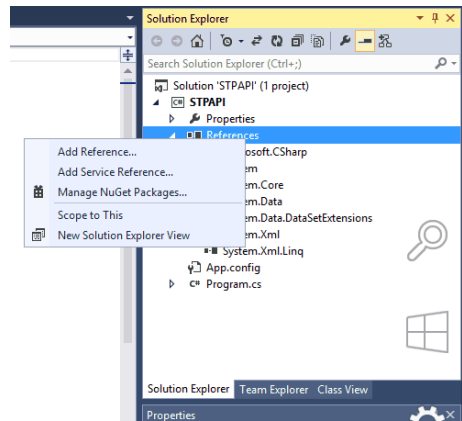 Solution Explorer
Search Solution Explorer (Ctrl+;)
Solution 'STPAPI' (1 project)
C# STPAPI
Properties
References
Add Reference...
osoft.CSharp
Add Service Reference...
em
Manage NuGet Packages...
em.Core
em.Data
Scope to This
em.Data.DataSetExtensions
New Solution Explorer View
em.Xml
System.Xml.Linq
App.config
C# Program.cs
Solution Explorer Team Explorer Class View
Properties